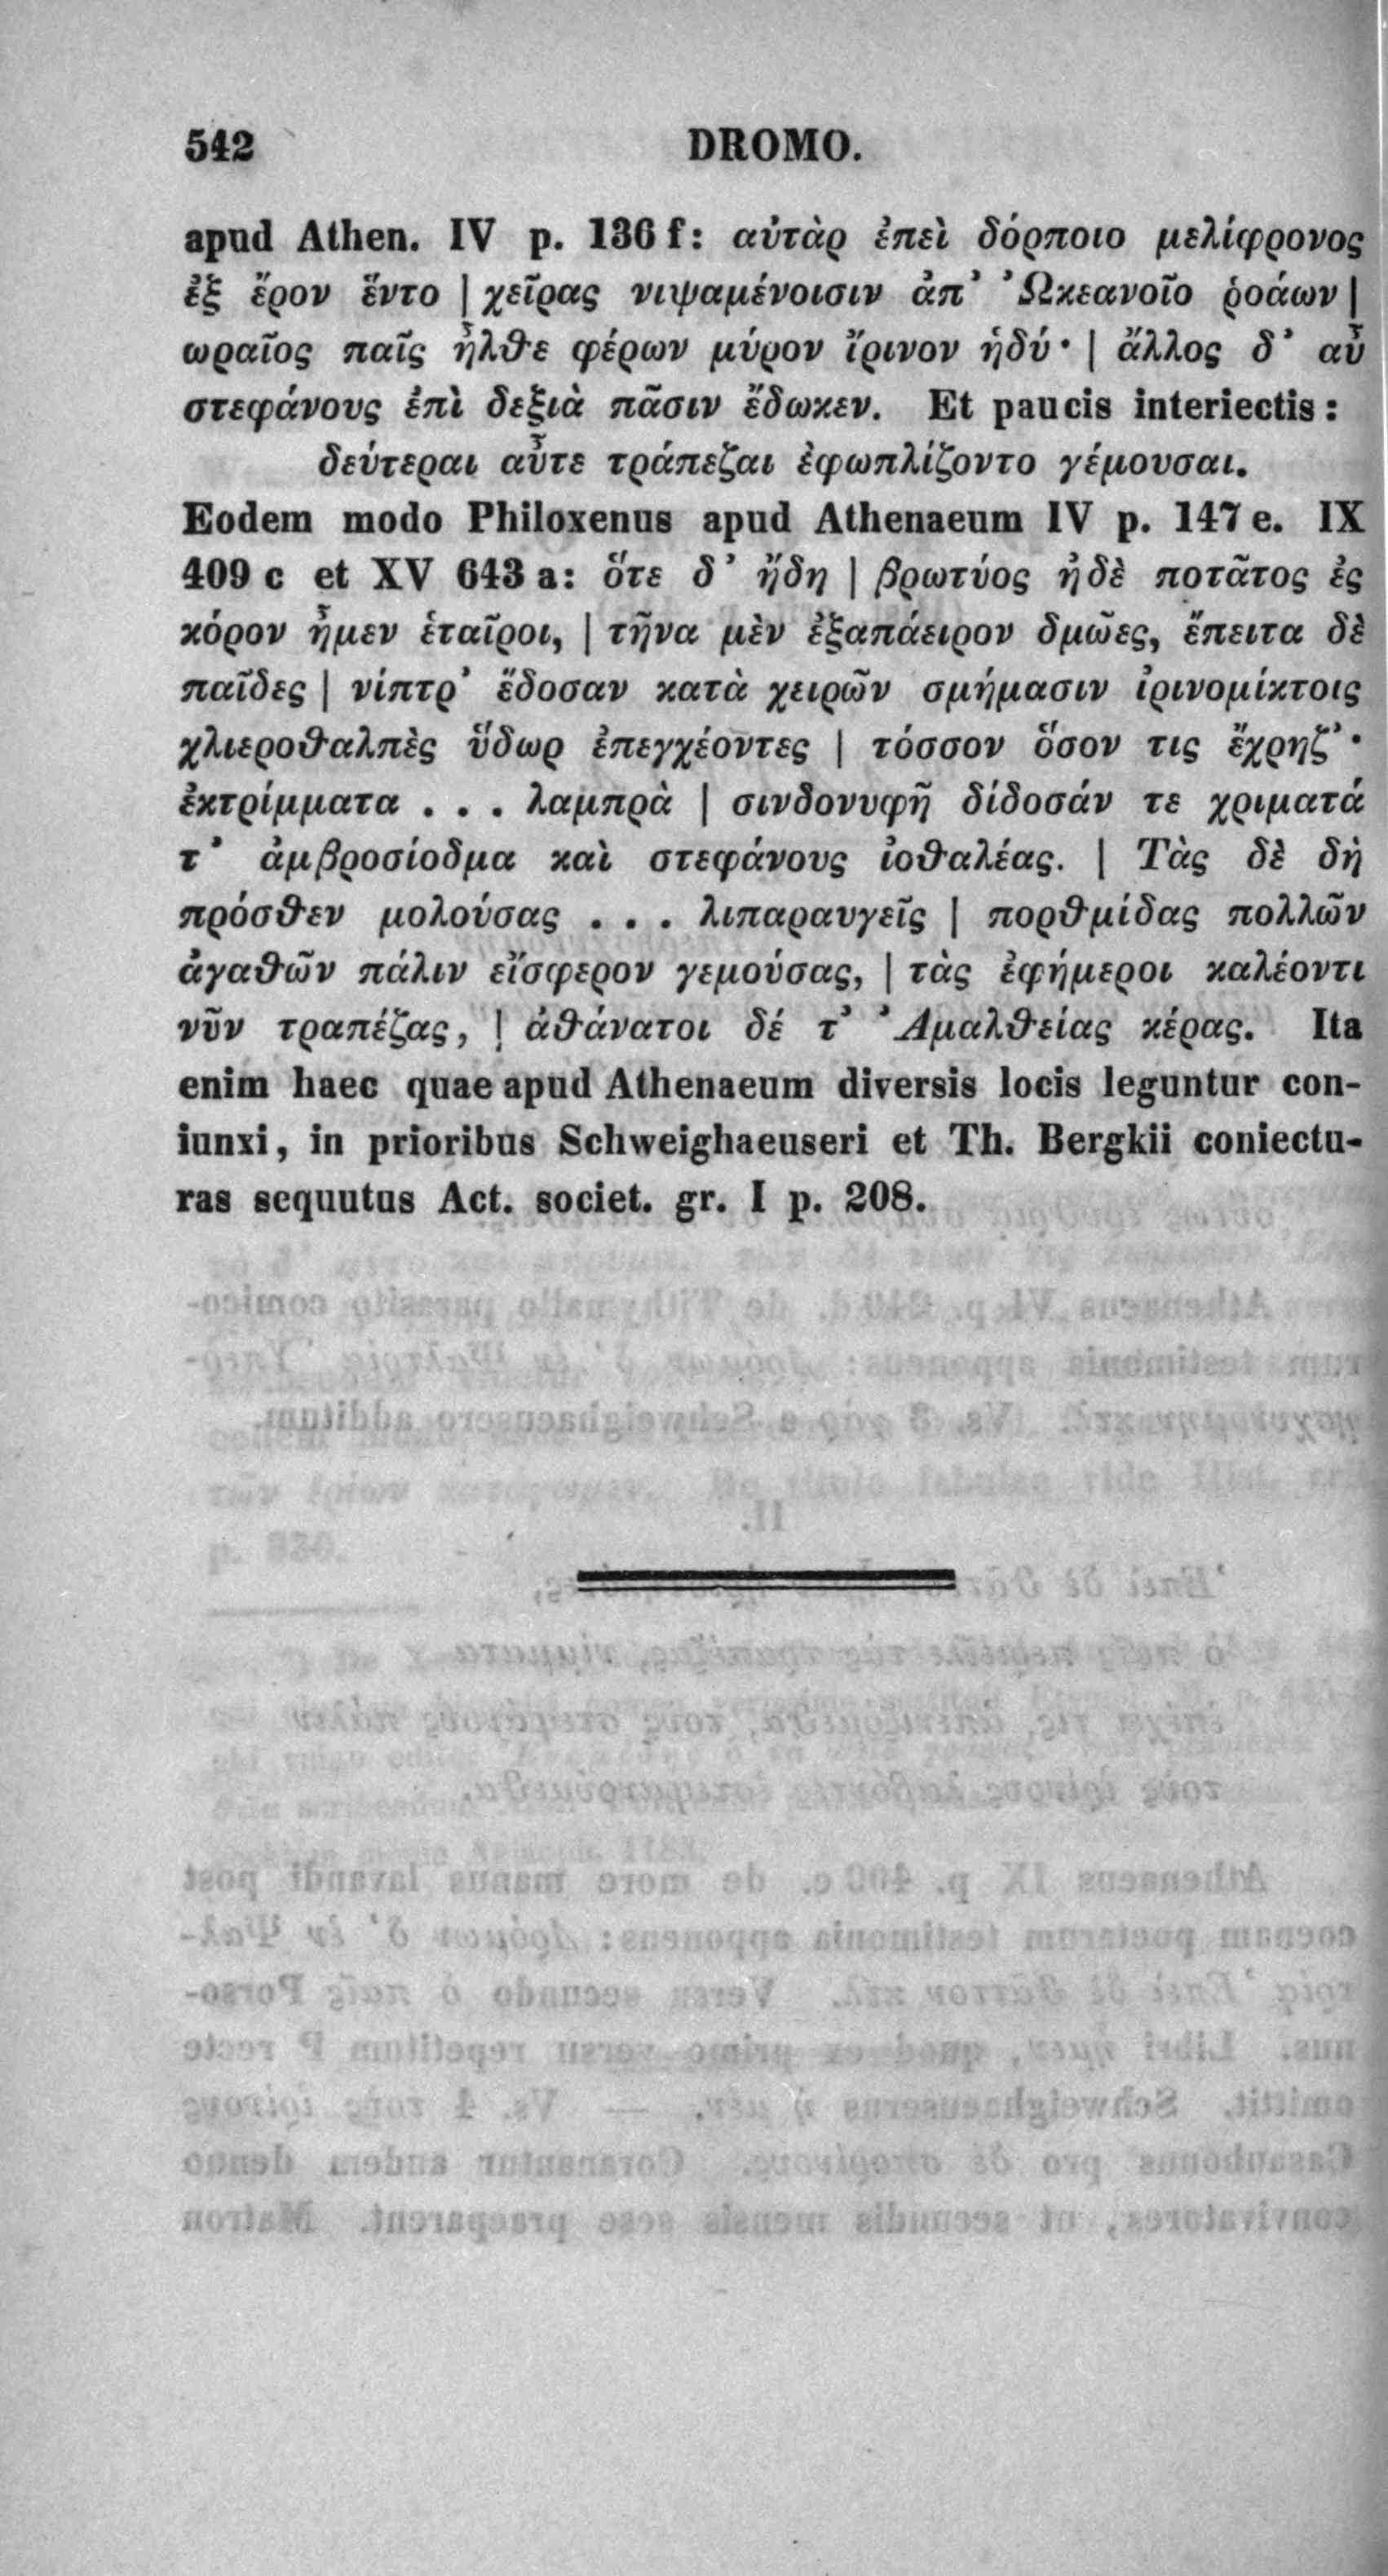 542 DROMO.
apud Athen. IV p. 136 f: αὐτὰρ ἐπεὶ δόρποιο μελίφρονος
ἐξ ἔρον ἕντο | χεῖρας νιψαμένοισιν ἀπ' Ὠκεανοῖο ῥοάων |
ωραῖος παῖς ἦλθε φέρων μύρον ἴρινον ἡδύ· | ἄλλος δ' αὖ
στεφάνους ἐπὶ δεξιὰ πᾶσιν ἔδωκεν. Et paucis interiectis:
δεύτεραι αὖτε τράπεζαι ἐφωπλίζοντο γέμουσαι.
Eodem modo Philoxenus apud Athenaeum IV p. 147 e. IX
409 c et XV 643 a: ὅτε δ' ἤδη | βρωτύος ἠδὲ ποτᾶτος ἐς
κόρον ἦμεν ἑταῖροι, | τῆνα μὲν ἐξαπάειρον δμῶες, ἔπειτα δὲ
παῖδες | νίπτρ' ἔδοσαν κατὰ χειρῶν σμήμασιν ἰρινομίκτοις
χλιεροθαλπὲς ὕδωρ ἐπεγχέοντες | τόσσον ὅσον τις ἔχρηζ'·
ἐκτρίμματα . . . λαμπρὰ | σινδονυφῆ δίδοσάν τε χριματά
τ' ἀμβροσίοδμα καὶ στεφάνους ἰοθαλέας. | Τὰς δὲ δὴ
πρόσθεν μολούσας . . . λιπαραυγεῖς | πορθμίδας πολλῶν
ἀγαθῶν πάλιν εἴσφερον γεμούσας, | τὰς ἐφήμεροι καλέοντι
νῦν τραπέζας, | ἀθάνατοι δέ τ' Ἀμαλθείας κέρας. Ita
enim haec quae apud Athenaeum diversis locis leguntur con-
iunxi, in prioribus Schweighaeuseri et Th. Bergkii coniectu-
ras sequutus Act. societ. gr. I p. 208.